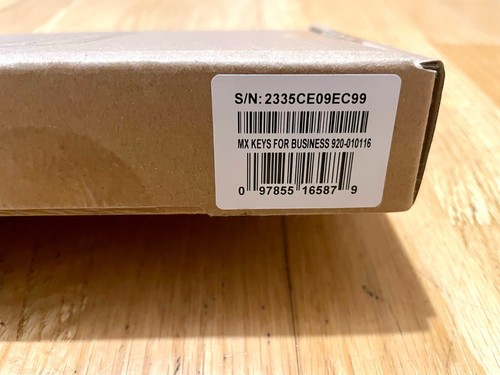 S/N: 2335CE09EC99
MX KEYS FOR BUSINESS 920-010116
0 97855 16587 9